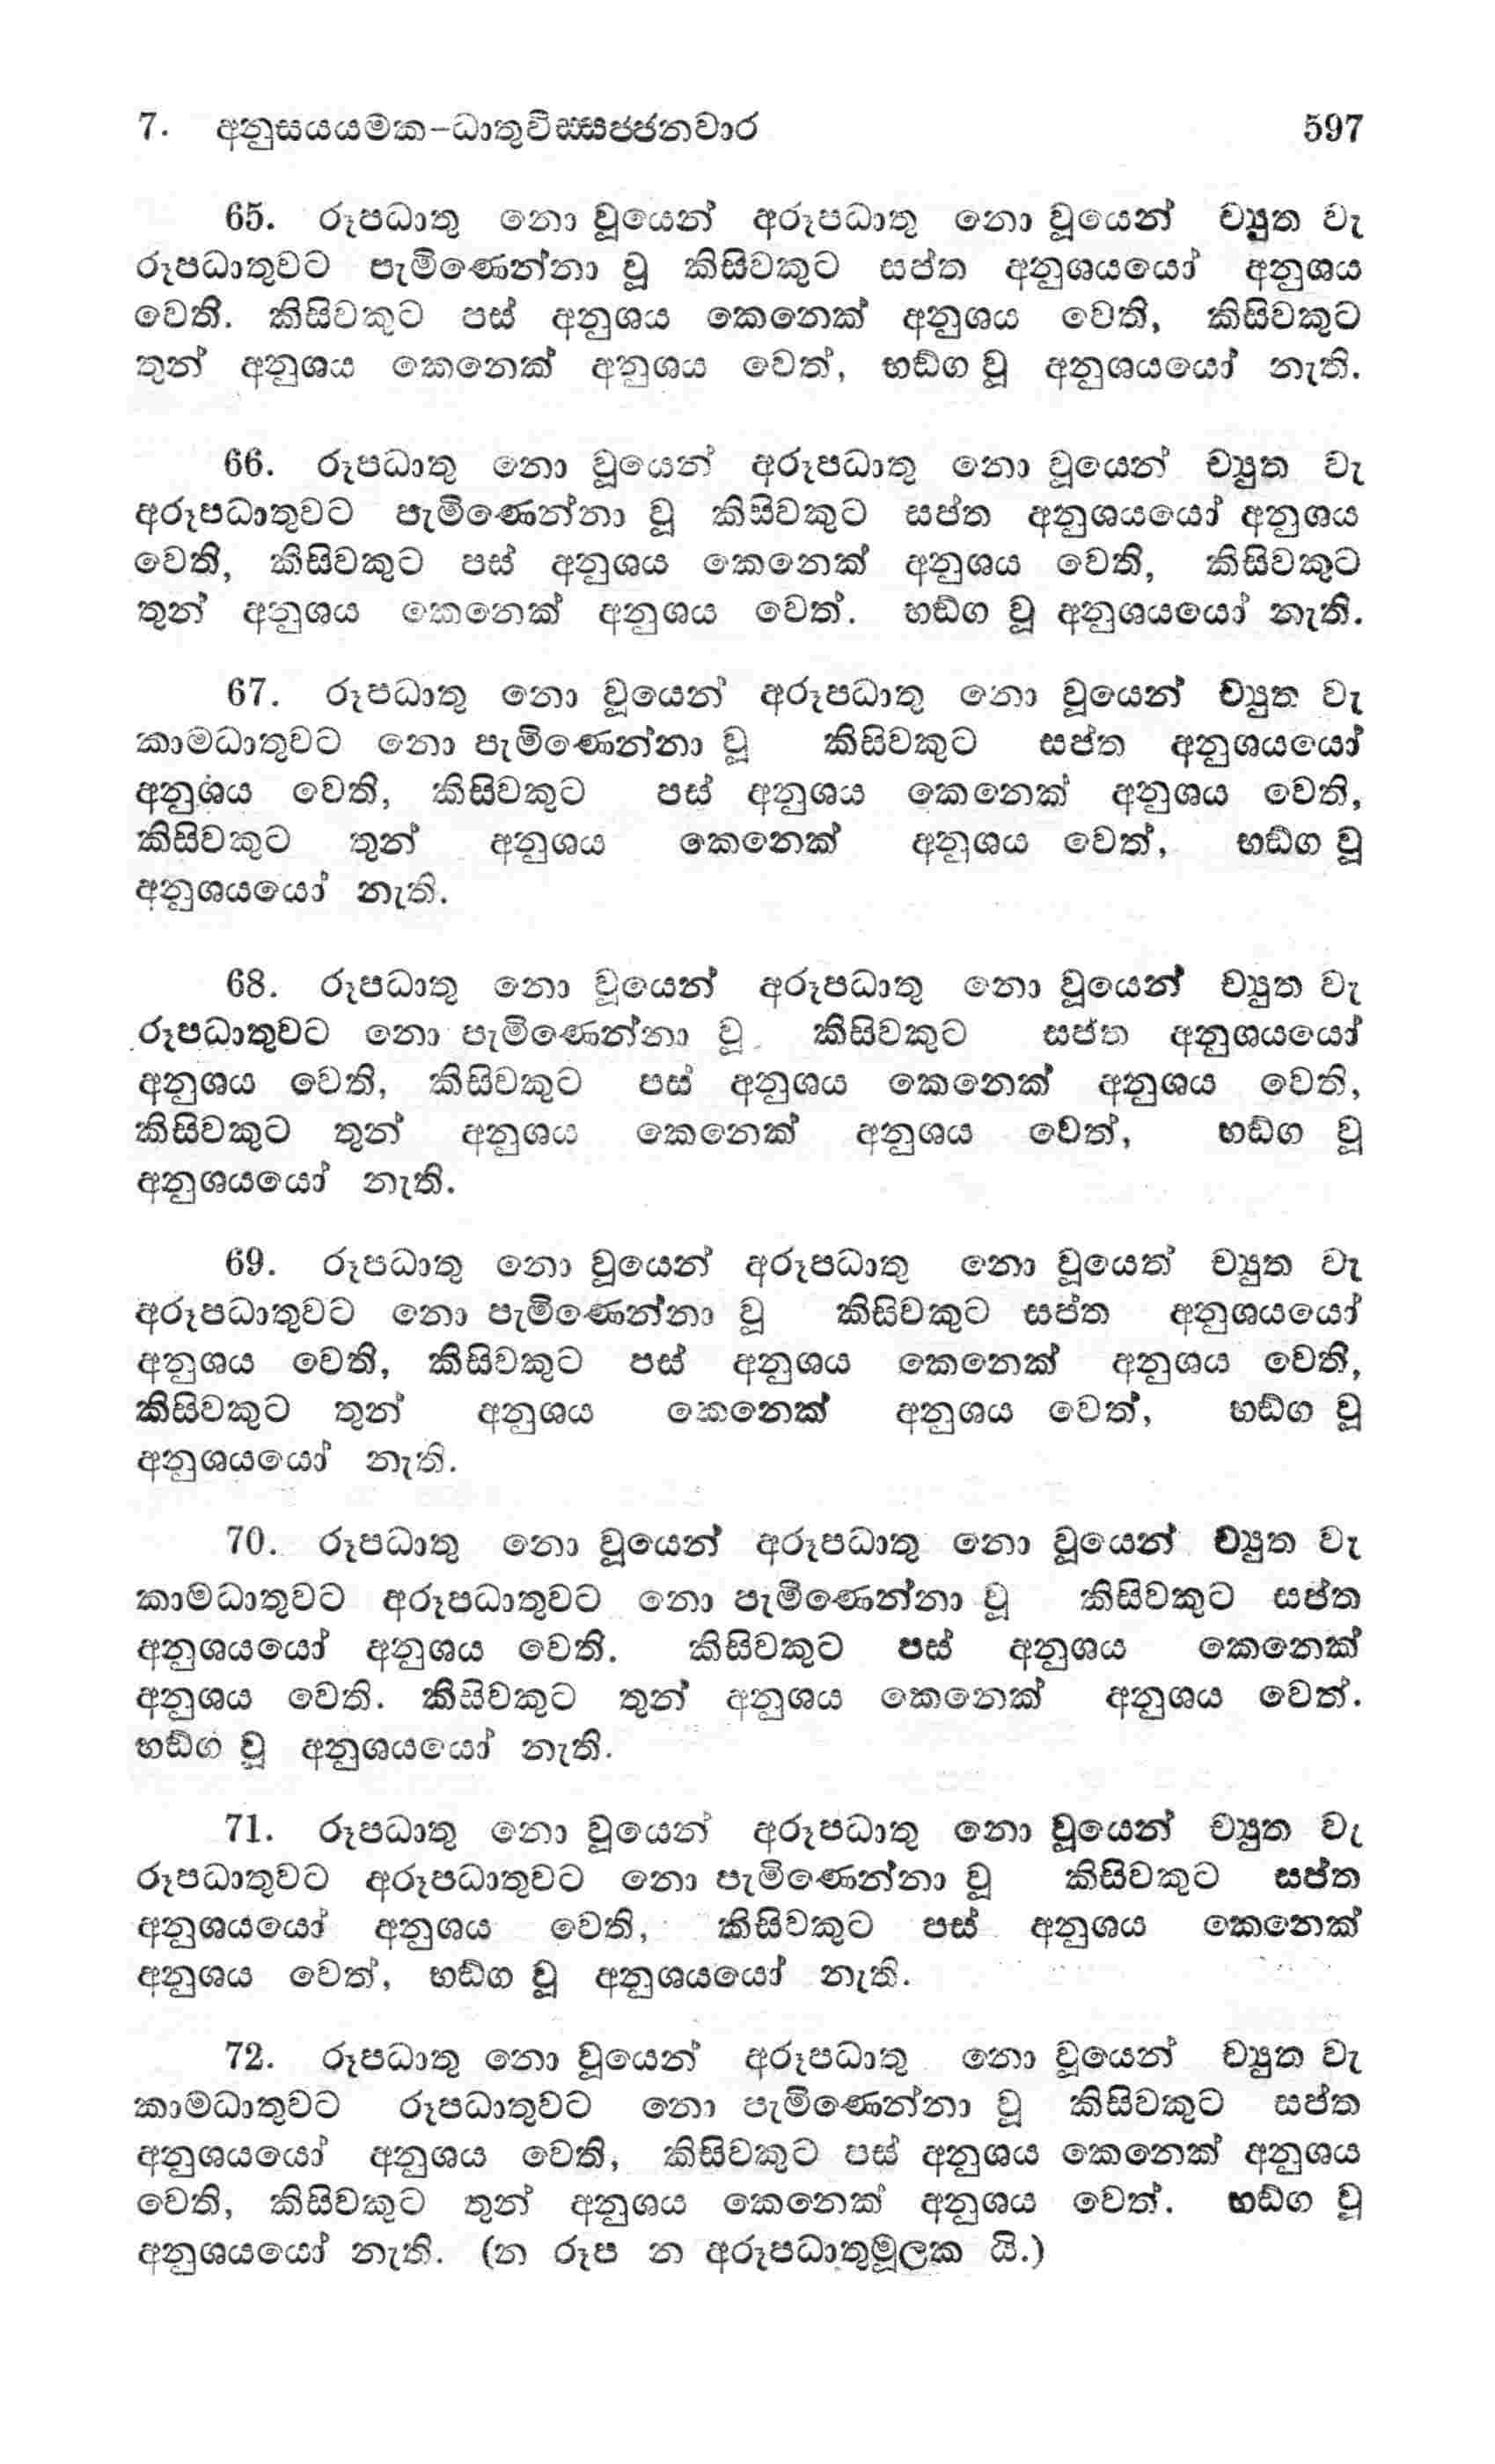 7. අනුසයයමක-ධාතුවිස්සජ්ජනවාර 597
65. රූපධාතු නො වූයෙන් අරූපධාතු නො වූයෙන් ච්‍යුත වැ
රූපධාතුවට පැමිණෙන්නා වූ කිසිවකුට සප්ත අනුශයයෝ අනුශය
වෙති. කිසිවකුට පස් අනුශය කෙනෙක් අනුශය වෙති, කිසිවකුට
තුන් අනුශය කෙනෙක් අනුශය වෙත්, භඞ්ග වූ අනුශයයෝ නැති.
66. රූපධාතු නො වූයෙන් අරූපධාතු නො වූයෙන් ච්‍යුත වැ
අරූපධාතුවට පැමිණෙන්නා වූ කිසිවකුට සප්ත අනුශයයෝ අනුශය
වෙති, කිසිවකුට පස් අනුශය කෙනෙක් අනුශය වෙති, කිසිවකුට
තුන් අනුශය කෙනෙක් අනුශය වෙත්. භඞ්ග වූ අනුශයයෝ නැති.
67. රූපධාතු නො වූයෙන් අරූපධාතු නො වූයෙන් ච්‍යුත වැ
කාමධාතුවට නො පැමිණෙන්නා වූ කිසිවකුට සප්ත අනුශයයෝ
අනුශය වෙති, කිසිවකුට පස් අනුශය කෙනෙක් අනුශය වෙති,
කිසිවකුට තුන් අනුශය කෙනෙක් අනුශය වෙත්, භඞ්ග වූ
අනුශයයෝ නැති.
68. රූපධාතු නො වූයෙන් අරූපධාතු නො වූයෙන් ච්‍යුත වැ
රූපධාතුවට නො පැමිණෙන්නා වූ කිසිවකුට සප්ත අනුශයයෝ
අනුශය වෙති, කිසිවකුට පස් අනුශය කෙනෙක් අනුශය වෙති,
කිසිවකුට තුන් අනුශය කෙනෙක් අනුශය වෙත්, භඞ්ග වූ
අනුශයයෝ නැති.
69. රූපධාතු නො වූයෙන් අරූපධාතු නො වූයෙත් ච්‍යුත වැ
අරූපධාතුවට නො පැමිණෙන්නා වූ කිසිවකුට සප්ත අනුශයයෝ
අනුශය වෙති, කිසිවකුට පස් අනුශය කෙනෙක් අනුශය වෙති,
කිසිවකුට තුන් අනුශය කෙනෙක් අනුශය වෙත්, භඞ්ග වූ
අනුශයයෝ නැති.
70. රූපධාතු නො වූයෙන් අරූපධාතු නො වූයෙන් ච්‍යුත වැ
කාමධාතුවට අරූපධාතුවට නො පැමිණෙන්නා වූ කිසිවකුට සප්ත
අනුශයයෝ අනුශය වෙති. කිසිවකුට පස් අනුශය කෙනෙක්
අනුශය වෙති. කිසිවකුට තුන් අනුශය කෙනෙක් අනුශය වෙත්.
භඞ්ග වූ අනුශයයෝ නැති.
71. රූපධාතු නො වූයෙන් අරූපධාතු නො වූයෙන් ච්‍යුත වැ
රූපධාතුවට අරූපධාතුවට නො පැමිණෙන්නා වූ කිසිවකුට සප්ත
අනුශයයෝ අනුශය වෙති, කිසිවකුට පස් අනුශය කෙනෙක්
අනුශය වෙත්, භඞ්ග වූ අනුශයයෝ නැති.
72. රූපධාතු නො වූයෙන් අරූපධාතු නො වූයෙන් ච්‍යුත වැ
කාමධාතුවට රූපධාතුවට නො පැමිණෙන්නා වූ කිසිවකුට සප්ත
අනුශයයෝ අනුශය වෙති, කිසිවකුට පස් අනුශය කෙනෙක් අනුශය
වෙති, කිසිවකුට තුන් අනුශය කෙනෙක් අනුශය වෙත්. භඞ්ග වූ
අනුශයයෝ නැති. (න රූප න අරූපධාතුමූලක යි.)